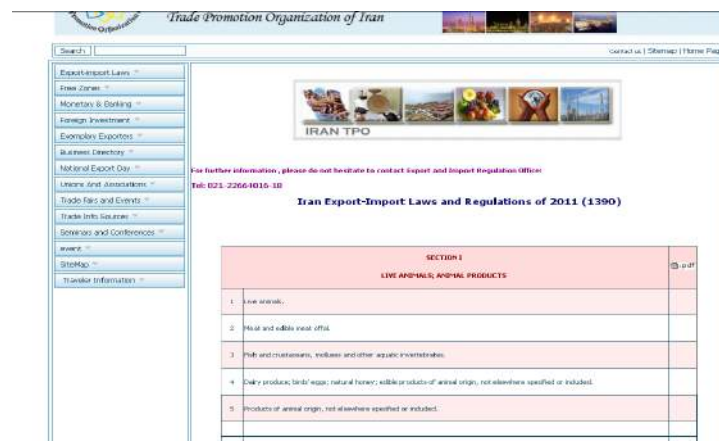 Trade Promotion Organization of Iran
Search
Contact us | Sitemap | Home Pag
Export-import Laws
Free Zones
Monetary & Banking
Foreign Investment
Exemplary Exporters
Business Directory
National Export Day
Unions And Associations
Trade Fairs and Events
Trade Info Sources
Seminars and Conferences
event
SiteMap
Traveler Information
IRAN TPO
For further information , please do not hesitate to contact Export and Import Regulation Office:
Tel: 021-22664016-18
Iran Export-Import Laws and Regulations of 2011 (1390)
SECTION I
LIVE ANIMALS; ANIMAL PRODUCTS
.pdf
1 Live animals.
2 Meat and edible meat offal.
3 Fish and crustaceans, molluscs and other aquatic invertebrates.
4 Dairy produce; birds' eggs; natural honey; edible products of animal origin, not elsewhere specified or included.
5 Products of animal origin, not elsewhere specified or included.